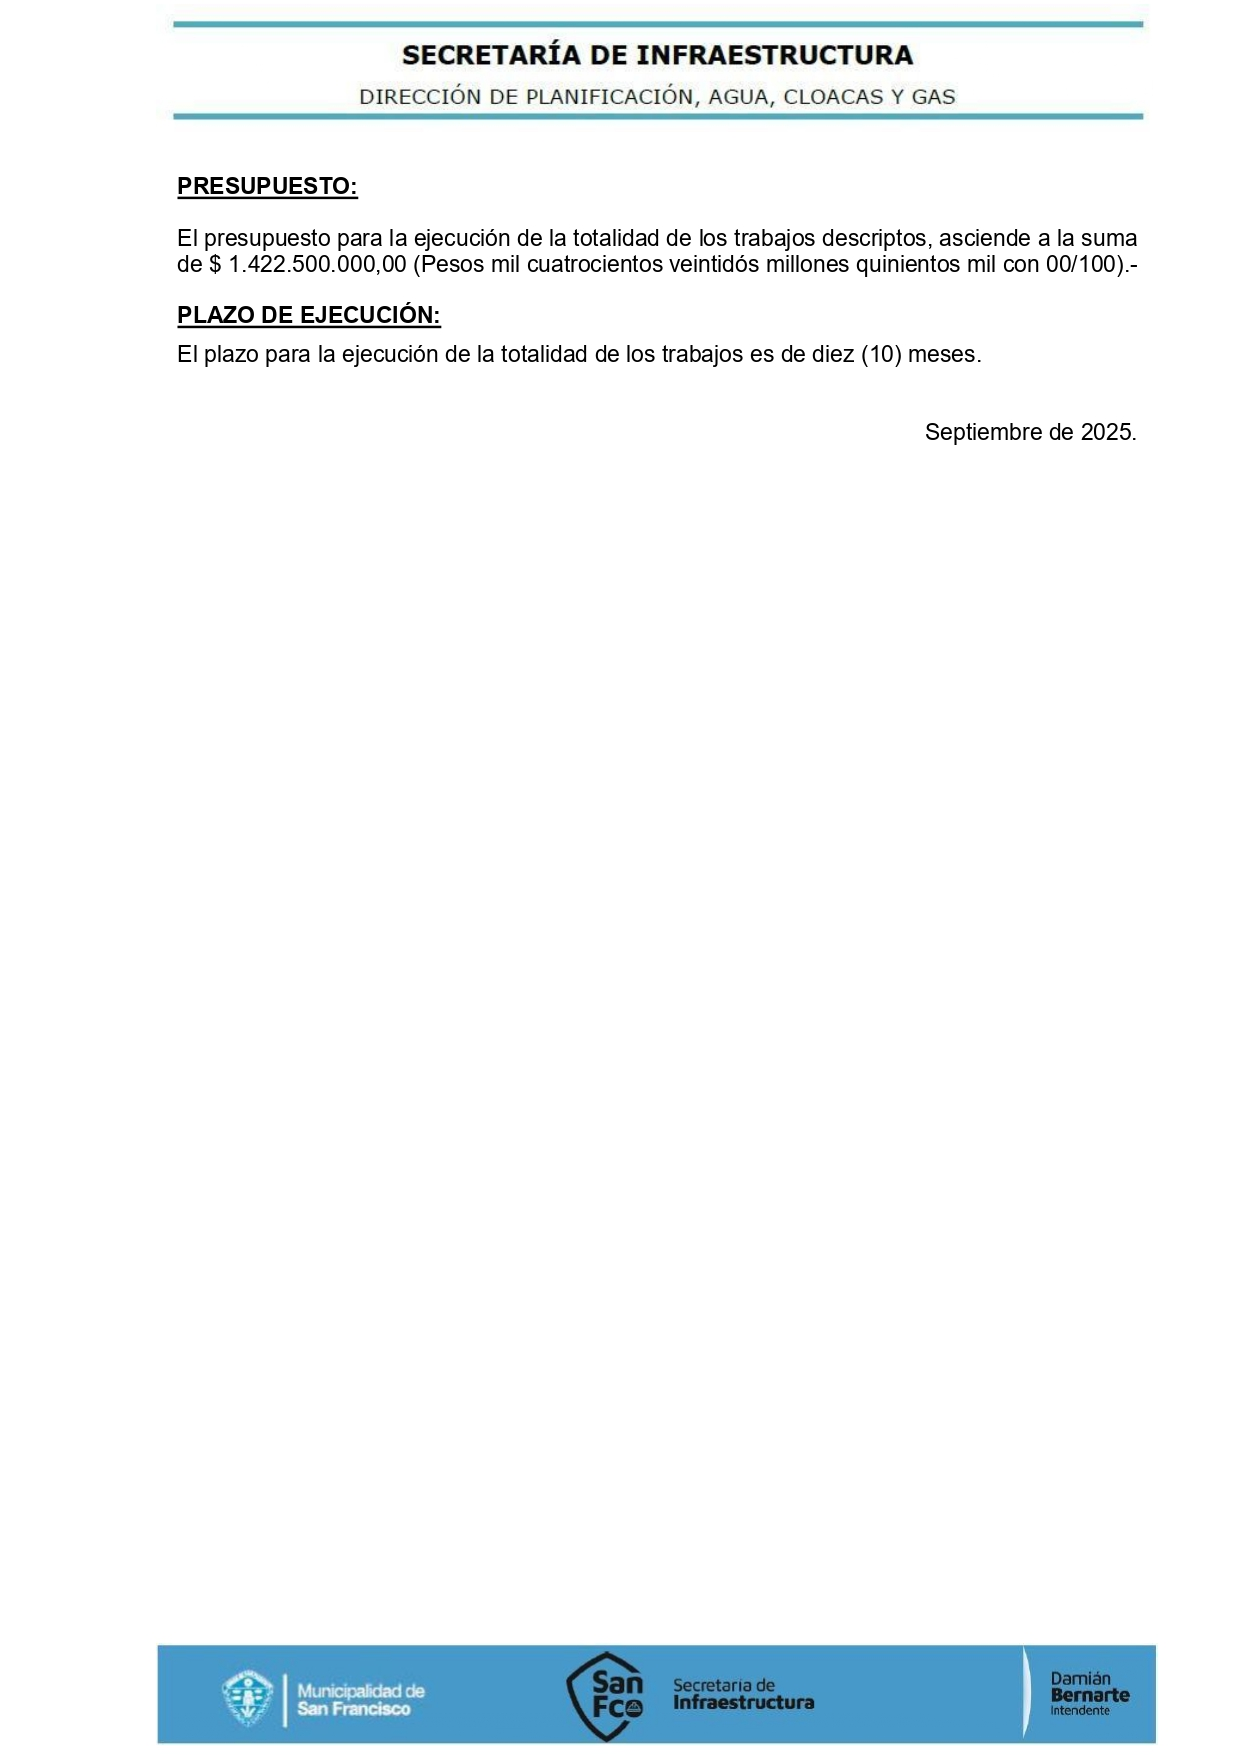 SECRETARÍA DE INFRAESTRUCTURA
DIRECCIÓN DE PLANIFICACIÓN, AGUA, CLOACAS Y GAS
PRESUPUESTO:
El presupuesto para la ejecución de la totalidad de los trabajos descriptos, asciende a la suma
de $ 1.422.500.000,00 (Pesos mil cuatrocientos veintidós millones quinientos mil con 00/100).-
PLAZO DE EJECUCIÓN:
El plazo para la ejecución de la totalidad de los trabajos es de diez (10) meses.
Septiembre de 2025.
Municipalidad de
San Francisco
San
Fco
Secretaría de
Infraestructura
Damián
Bernarte
Intendente